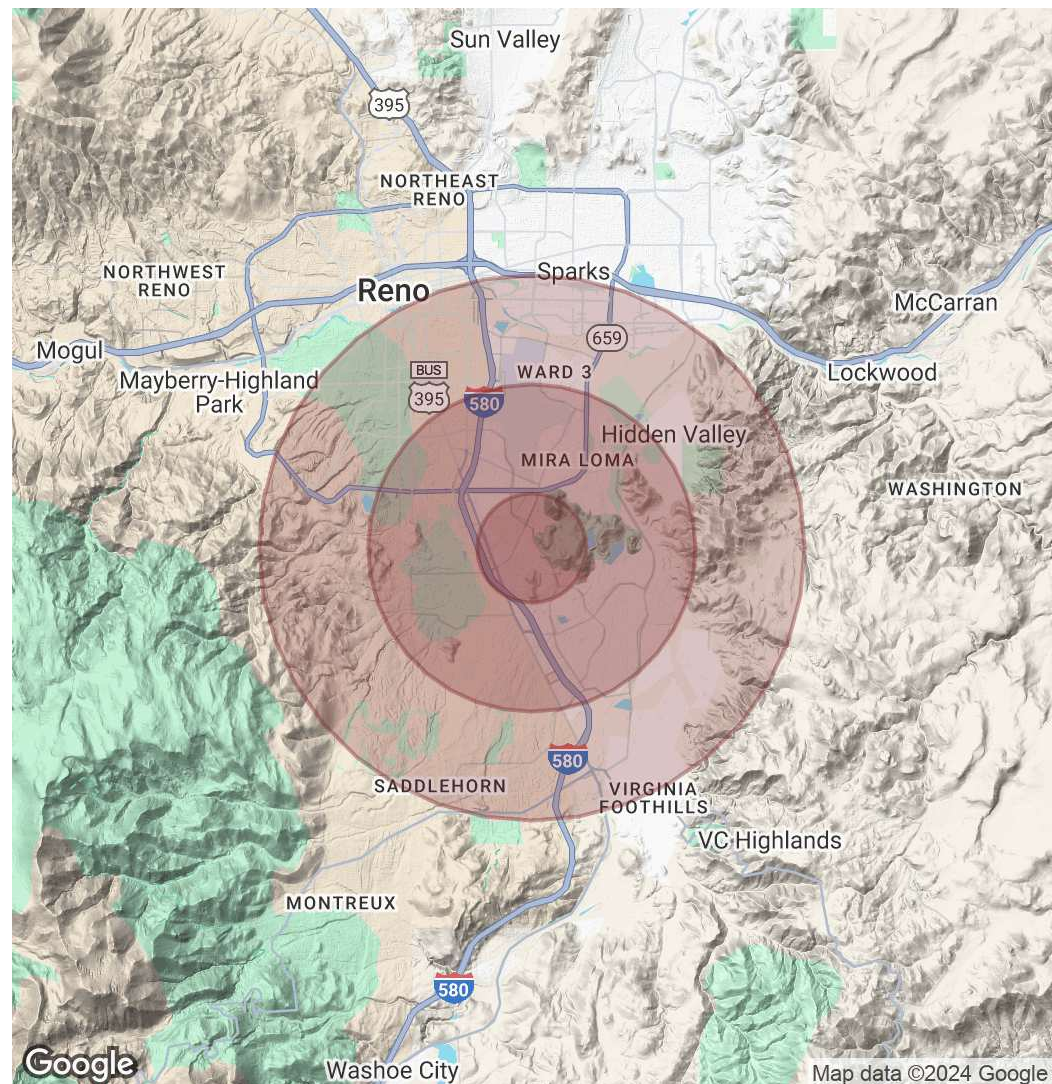 Sun Valley
395
NORTHEAST
RENO
NORTHWEST
RENO
Sparks
Reno
McCarran
659
Mogul
Mayberry-Highland
Park
BUS
395
WARD 3
580
Lockwood
Hidden Valley
MIRA LOMA
WASHINGTON
580
SADDLEHORN
VIRGINIA
FOOTHILLS
VC Highlands
MONTREUX
580
Washoe City
Google
Map data ©2024 Google